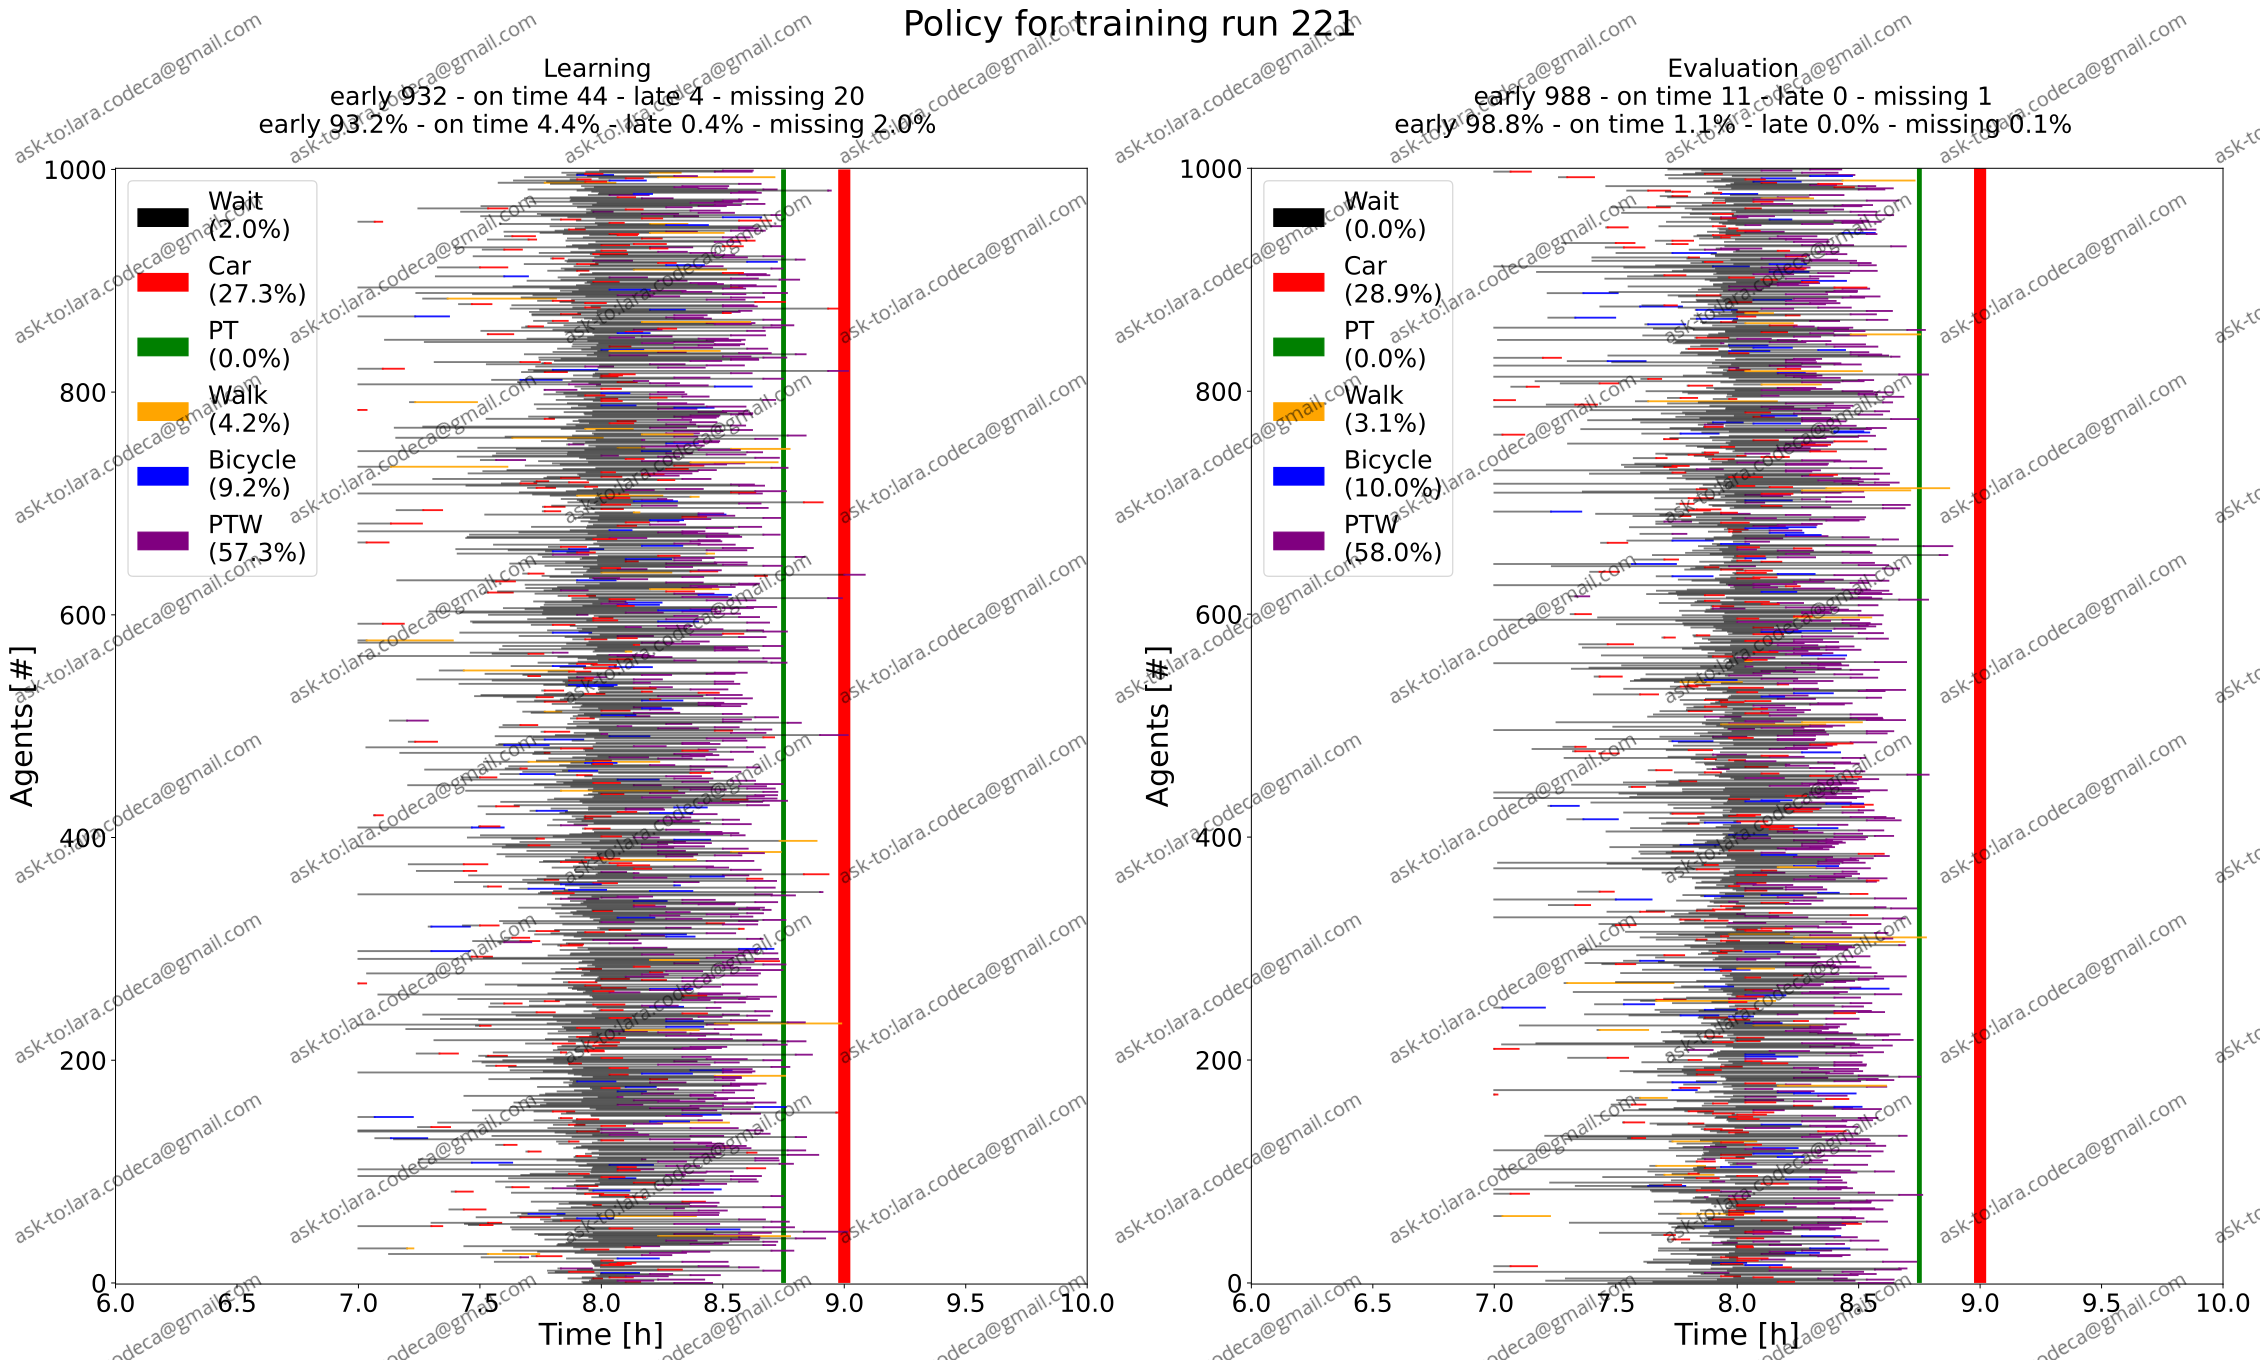 Policy for training run 221
Learning
early 932 - on time 44 - late 4 - missing 20
early 93.2% - on time 4.4% - late 0.4% - missing 2.0%
1000
800
600
400
200
0
Agents [#]
Wait
(2.0%)
Car
(27.3%)
PT
(0.0%)
Walk
(4.2%)
Bicycle
(9.2%)
PTW
(57.3%)
6.0 6.5 7.0 7.5 8.0 8.5 9.0 9.5 10.0
Time [h]
Evaluation
early 988 - on time 11 - late 0 - missing 1
early 98.8% - on time 1.1% - late 0.0% - missing 0.1%
1000
800
600
400
200
0
Agents [#]
Wait
(0.0%)
Car
(28.9%)
PT
(0.0%)
Walk
(3.1%)
Bicycle
(10.0%)
PTW
(58.0%)
6.0 6.5 7.0 7.5 8.0 8.5 9.0 9.5 10.0
Time [h]
ask-to:lara.codeca@gmail.com